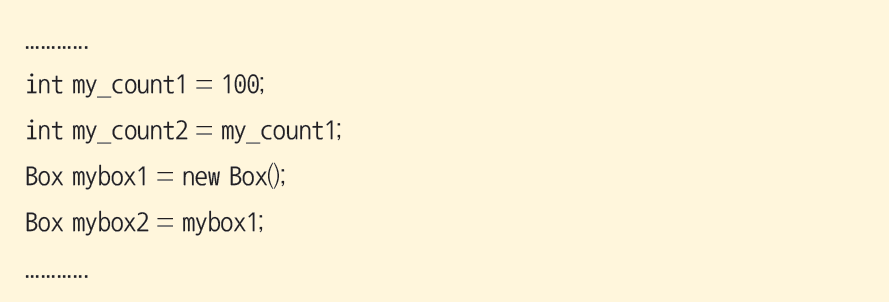 …………
int my_count1 = 100;
int my_count2 = my_count1;
Box mybox1 = new Box();
Box mybox2 = mybox1;
…………